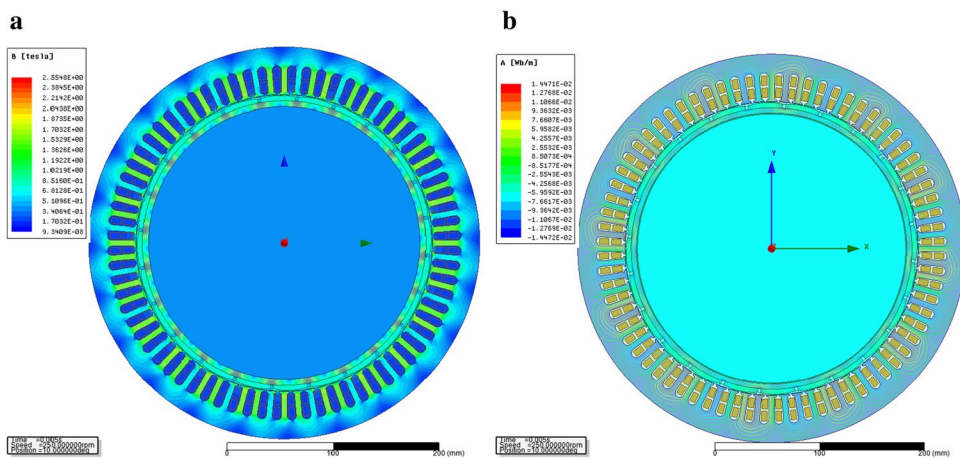 a
B [tesla]
2.5548E+00
2.3845E+00
2.2142E+00
2.0438E+00
1.8735E+00
1.7032E+00
1.5329E+00
1.3626E+00
1.1922E+00
1.0219E+00
8.5160E-01
6.8128E-01
5.1096E-01
3.4064E-01
1.7032E-01
9.3409E-08
Time =0.005s
Speed =250.000000rpm
Position =10.000000deg
0 100 200 (mm)
b
A [Wb/m]
1.4471E-02
1.2768E-02
1.1066E-02
9.3632E-03
7.6607E-03
5.9582E-03
4.2557E-03
2.5532E-03
8.5073E-04
-8.5177E-04
-2.5543E-03
-4.2568E-03
-5.9592E-03
-7.6617E-03
-9.3642E-03
-1.1067E-02
-1.2769E-02
-1.4472E-02
Y
X
Time =0.005s
Speed =250.000000rpm
Position =10.000000deg
0 100 200 (mm)